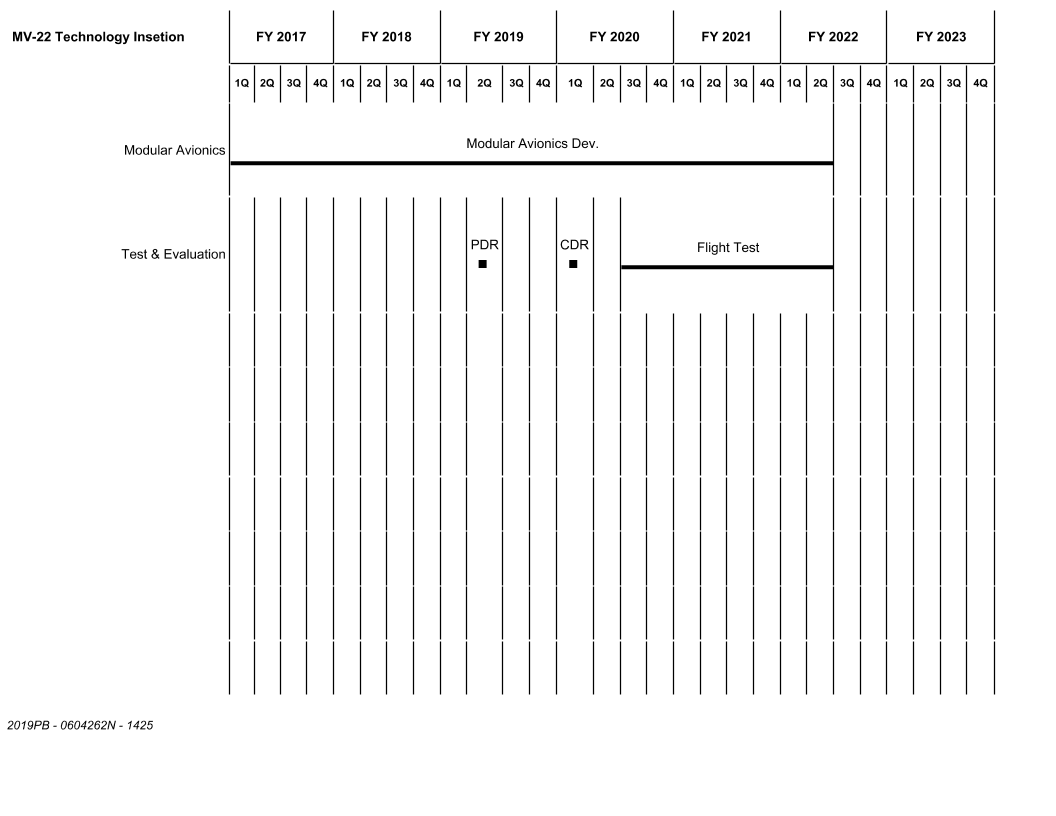 MV-22 Technology Insetion FY 2017 FY 2018 FY 2019 FY 2020 FY 2021 FY 2022 FY 2023
1Q 2Q 3Q 4Q 1Q 2Q 3Q 4Q 1Q 2Q 3Q 4Q 1Q 2Q 3Q 4Q 1Q 2Q 3Q 4Q 1Q 2Q 3Q 4Q 1Q 2Q 3Q 4Q
Modular Avionics Dev.
Modular Avionics
PDR CDR Flight Test
Test & Evaluation
2019PB - 0604262N - 1425